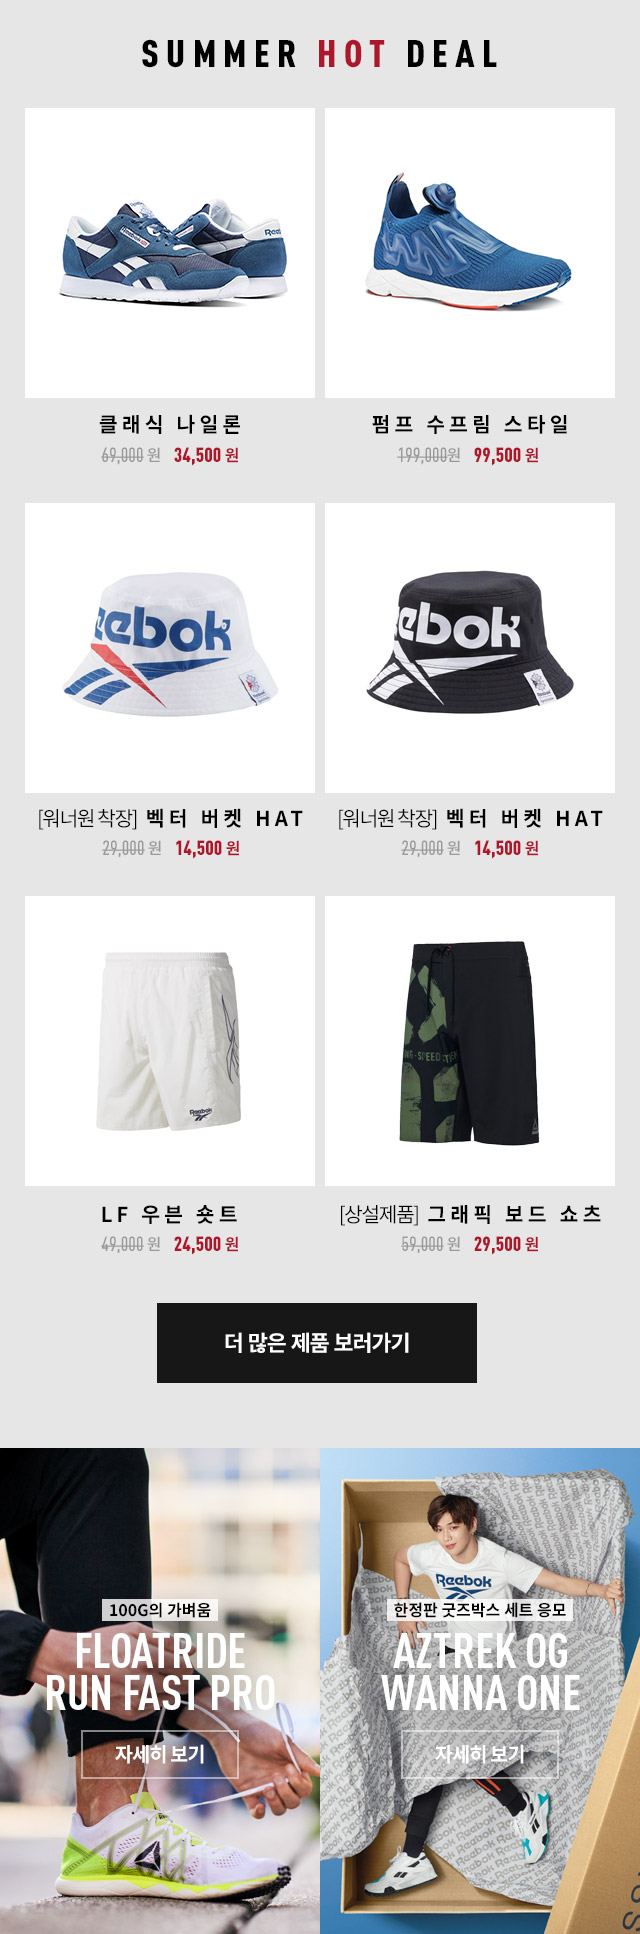 SUMMER HOT DEAL
Reebok
Reebok
클래식 나일론
펌프 수프림 스타일
69,000 원 34,500 원
199,000원 99,500 원
eebok
eebok
[워너원 착장] 벡터 버켓 HAT
[워너원 착장] 벡터 버켓 HAT
29,000 원 14,500 원
29,000 원 14,500 원
Reebok
LF 우븐 숏트
[상설제품] 그래픽 보드 쇼츠
49,000 원 24,500 원
59,000 원 29,500 원
더 많은 제품 보러가기
Reebok
100G의 가벼움
FLOATRIDE
RUN FAST PRO
자세히 보기
한정판 굿즈박스 세트 응모
AZTREK OG
WANNA ONE
자세히 보기